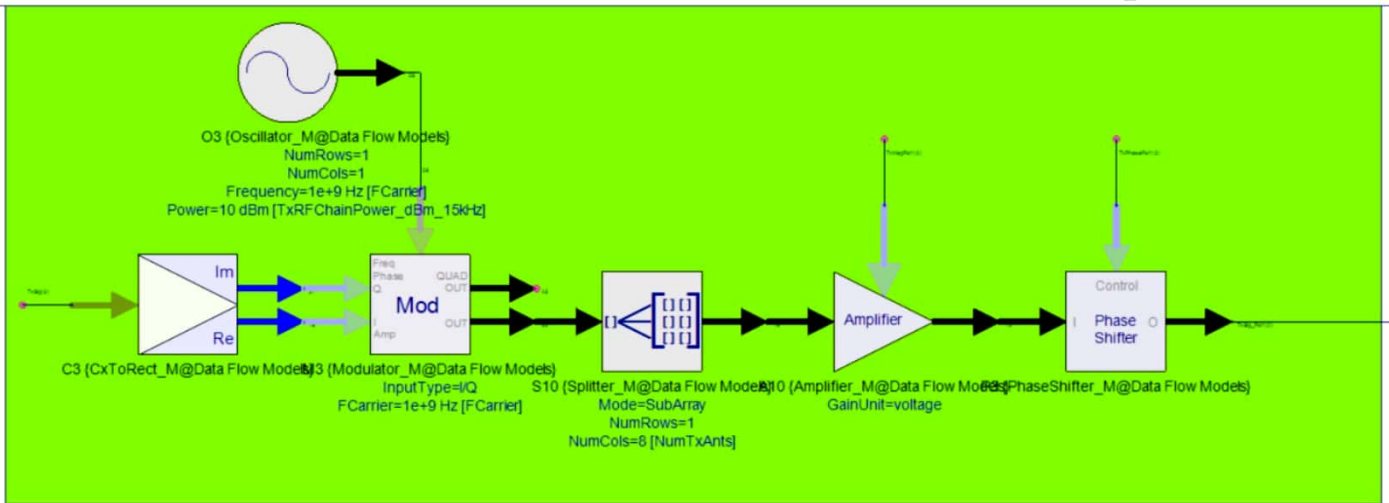 O3 {Oscillator_M@Data Flow Models}
NumRows=1
NumCols=1
Frequency=1e+9 Hz [FCarrier]
Power=10 dBm [TxRFChainPower_dBm_15kHz]
Im
Re
C3 {CxToRect_M@Data Flow Models}
Freq
Phase
Q
I
Amp
QUAD
OUT
OUT
Mod
{Modulator_M@Data Flow Models}
InputType=I/Q
FCarrier=1e+9 Hz [FCarrier]
S10 {Splitter_M@Data Flow Models}
Mode=SubArray
NumRows=1
NumCols=8 [NumTxAnts]
Amplifier
{Amplifier_M@Data Flow Models}
GainUnit=voltage
Control
I
Phase
Shifter
O
{PhaseShifter_M@Data Flow Models}